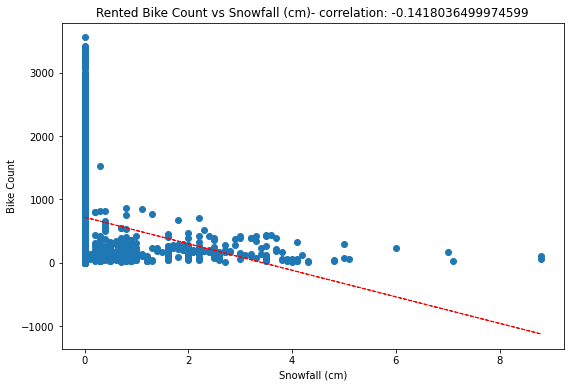 Rented Bike Count vs Snowfall (cm)- correlation: -0.1418036499974599
3000
2000
1000
0
−1000
Bike Count
0 2 4 6 8
Snowfall (cm)